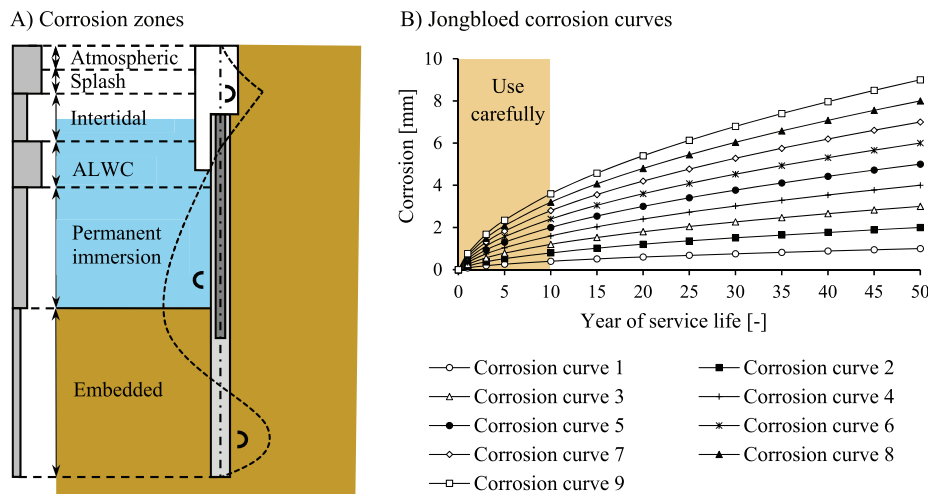 A) Corrosion zones
Atmospheric
Splash
Intertidal
ALWC
Permanent
immersion
Embedded
B) Jongbloed corrosion curves
Use
carefully
Corrosion [mm]
10
8
6
4
2
0
0 5 10 15 20 25 30 35 40 45 50
Year of service life [-]
Corrosion curve 1
Corrosion curve 2
Corrosion curve 3
Corrosion curve 4
Corrosion curve 5
Corrosion curve 6
Corrosion curve 7
Corrosion curve 8
Corrosion curve 9